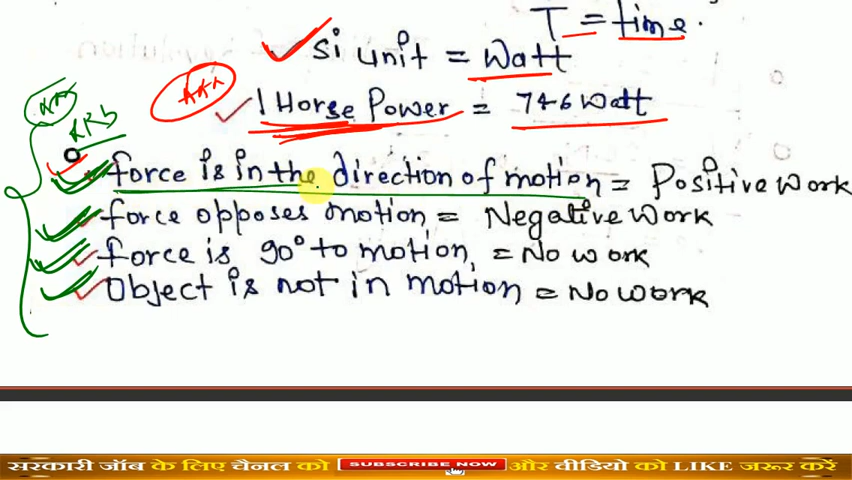 T = time.
Si unit = Watt
1 Horse Power = 746 Watt
force is in the direction of motion = Positive Work
force opposes motion = Negative Work
force is 90° to motion = No work
Object is not in motion = No work
सरकारी जॉब के लिए चैनल को SUBSCRIBE NOW और वीडियो को LIKE जरूर करें